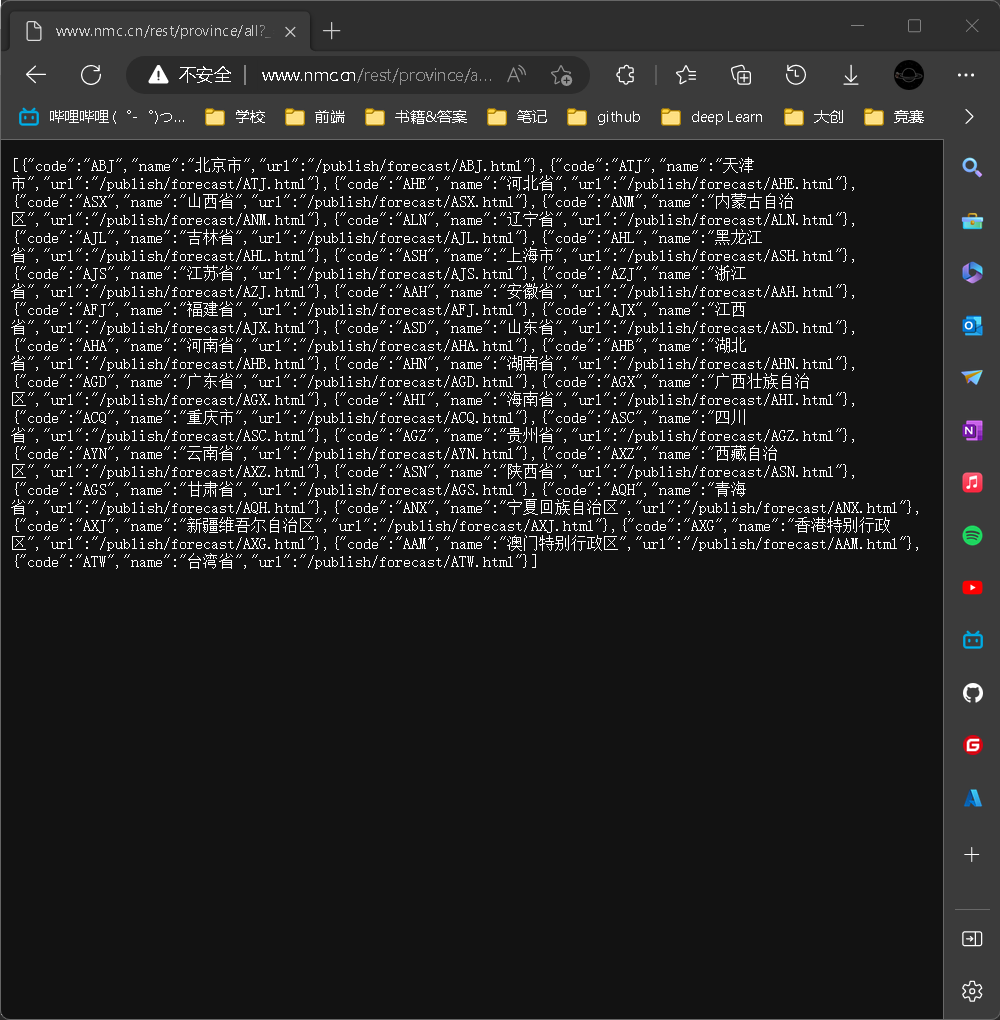 www.nmc.cn/rest/province/all?_
不安全 | www.nmc.cn/rest/province/a...
哔哩哔哩 (゜-゜)つ... 学校 前端 书籍&答案 笔记 github deep Learn 大创 竞赛
[{"code":"ABJ","name":"北京市","url":"/publish/forecast/ABJ.html"},{"code":"ATJ","name":"天津
市","url":"/publish/forecast/ATJ.html"},{"code":"AHE","name":"河北省","url":"/publish/forecast/AHE.html"},
{"code":"ASX","name":"山西省","url":"/publish/forecast/ASX.html"},{"code":"ANM","name":"内蒙古自治
区","url":"/publish/forecast/ANM.html"},{"code":"ALN","name":"辽宁省","url":"/publish/forecast/ALN.html"},
{"code":"AJL","name":"吉林省","url":"/publish/forecast/AJL.html"},{"code":"AHL","name":"黑龙江
省","url":"/publish/forecast/AHL.html"},{"code":"ASH","name":"上海市","url":"/publish/forecast/ASH.html"},
{"code":"AJS","name":"江苏省","url":"/publish/forecast/AJS.html"},{"code":"AZJ","name":"浙江
省","url":"/publish/forecast/AZJ.html"},{"code":"AAH","name":"安徽省","url":"/publish/forecast/AAH.html"},
{"code":"AFJ","name":"福建省","url":"/publish/forecast/AFJ.html"},{"code":"AJX","name":"江西
省","url":"/publish/forecast/AJX.html"},{"code":"ASD","name":"山东省","url":"/publish/forecast/ASD.html"},
{"code":"AHA","name":"河南省","url":"/publish/forecast/AHA.html"},{"code":"AHB","name":"湖北
省","url":"/publish/forecast/AHB.html"},{"code":"AHN","name":"湖南省","url":"/publish/forecast/AHN.html"},
{"code":"AGD","name":"广东省","url":"/publish/forecast/AGD.html"},{"code":"AGX","name":"广西壮族自治
区","url":"/publish/forecast/AGX.html"},{"code":"AHI","name":"海南省","url":"/publish/forecast/AHI.html"},
{"code":"ACQ","name":"重庆市","url":"/publish/forecast/ACQ.html"},{"code":"ASC","name":"四川
省","url":"/publish/forecast/ASC.html"},{"code":"AGZ","name":"贵州省","url":"/publish/forecast/AGZ.html"},
{"code":"AYN","name":"云南省","url":"/publish/forecast/AYN.html"},{"code":"AXZ","name":"西藏自治
区","url":"/publish/forecast/AXZ.html"},{"code":"ASN","name":"陕西省","url":"/publish/forecast/ASN.html"},
{"code":"AGS","name":"甘肃省","url":"/publish/forecast/AGS.html"},{"code":"AQH","name":"青海
省","url":"/publish/forecast/AQH.html"},{"code":"ANX","name":"宁夏回族自治区","url":"/publish/forecast/ANX.html"},
{"code":"AXJ","name":"新疆维吾尔自治区","url":"/publish/forecast/AXJ.html"},{"code":"AXG","name":"香港特别行政
区","url":"/publish/forecast/AXG.html"},{"code":"AAM","name":"澳门特别行政区","url":"/publish/forecast/AAM.html"},
{"code":"ATW","name":"台湾省","url":"/publish/forecast/ATW.html"}]